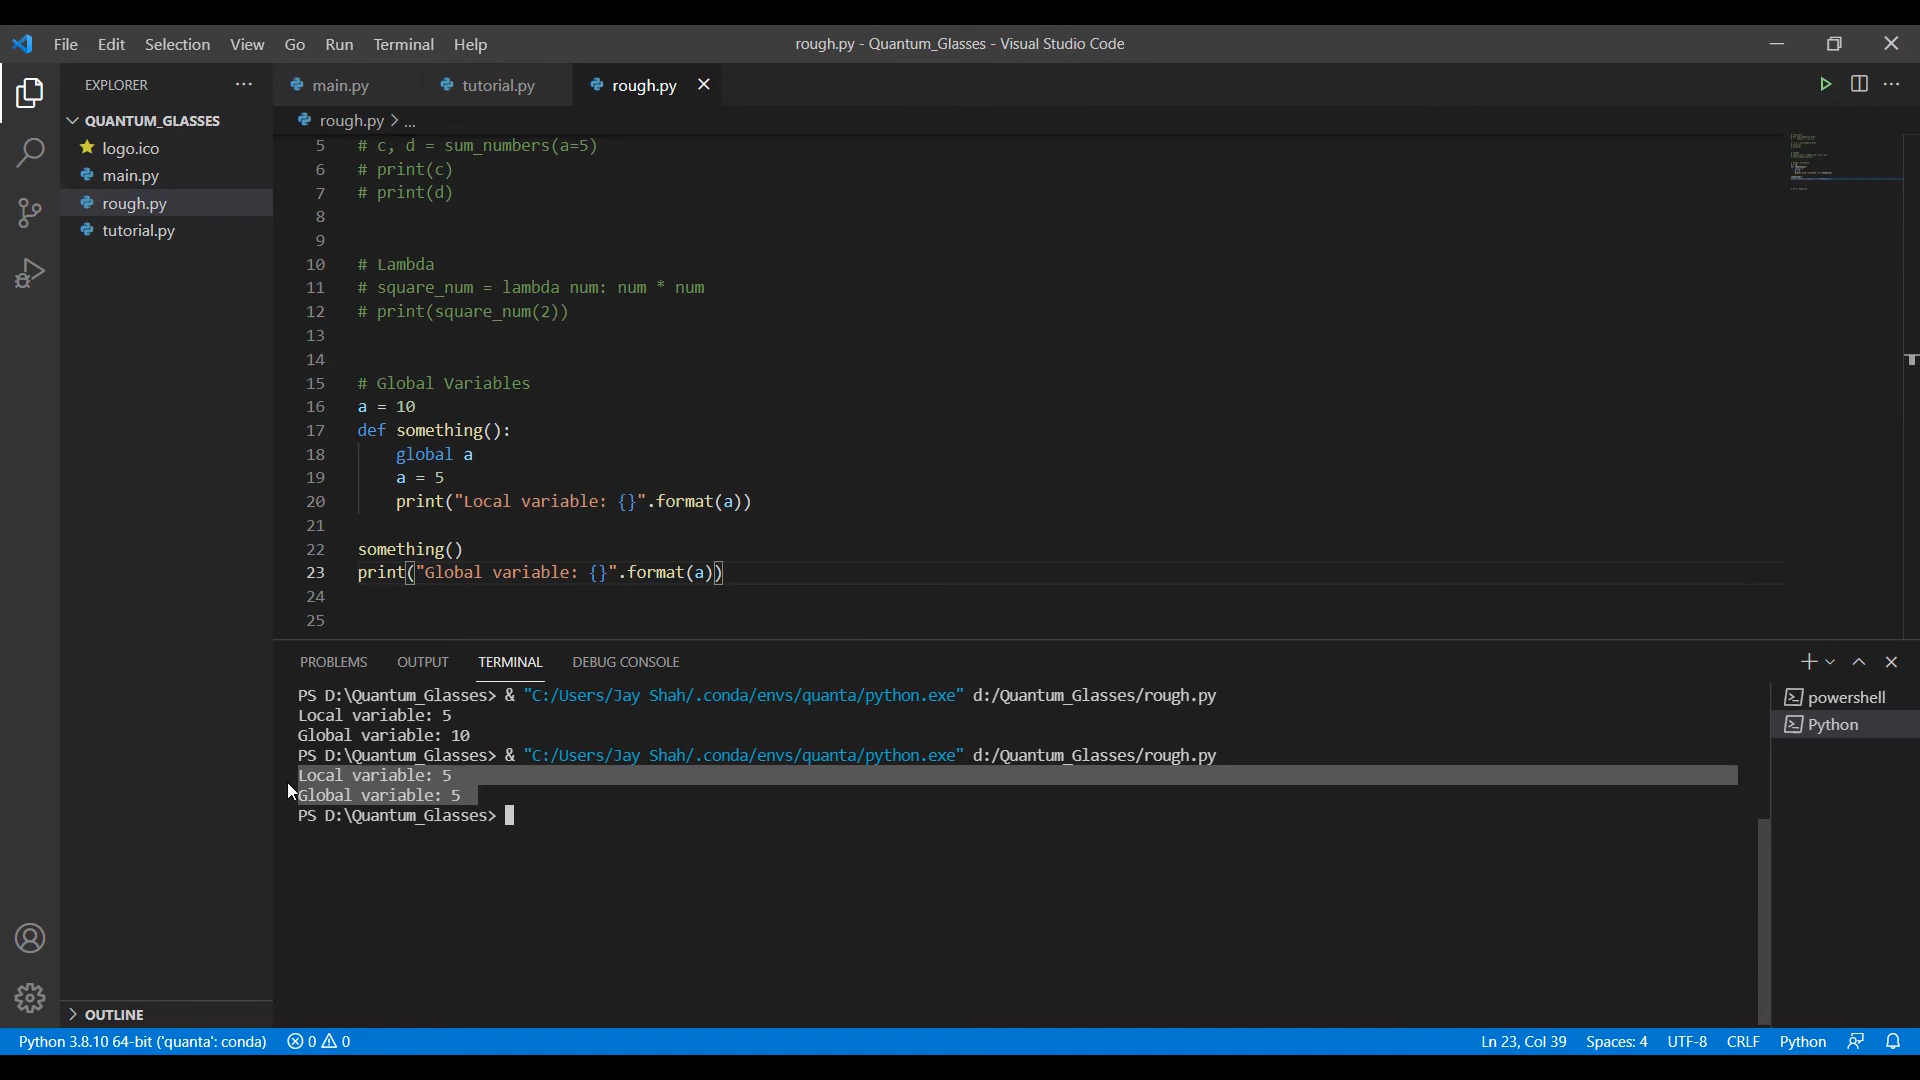 File Edit Selection View Go Run Terminal Help
rough.py - Quantum_Glasses - Visual Studio Code
EXPLORER
QUANTUM_GLASSES
logo.ico
main.py
rough.py
tutorial.py
OUTLINE
main.py tutorial.py rough.py
rough.py > ...
5 # c, d = sum_numbers(a=5)
6 # print(c)
7 # print(d)
8
9
10 # Lambda
11 # square_num = lambda num: num * num
12 # print(square_num(2))
13
14
15 # Global Variables
16 a = 10
17 def something():
18 global a
19 a = 5
20 print("Local variable: {}".format(a))
21
22 something()
23 print("Global variable: {}".format(a))
24
25
PROBLEMS OUTPUT TERMINAL DEBUG CONSOLE
PS D:\Quantum_Glasses> & "C:/Users/Jay Shah/.conda/envs/quanta/python.exe" d:/Quantum_Glasses/rough.py
Local variable: 5
Global variable: 10
PS D:\Quantum_Glasses> & "C:/Users/Jay Shah/.conda/envs/quanta/python.exe" d:/Quantum_Glasses/rough.py
Local variable: 5
Global variable: 5
PS D:\Quantum_Glasses>
powershell
Python
Python 3.8.10 64-bit ('quanta': conda) 0 0 Ln 23, Col 39 Spaces: 4 UTF-8 CRLF Python